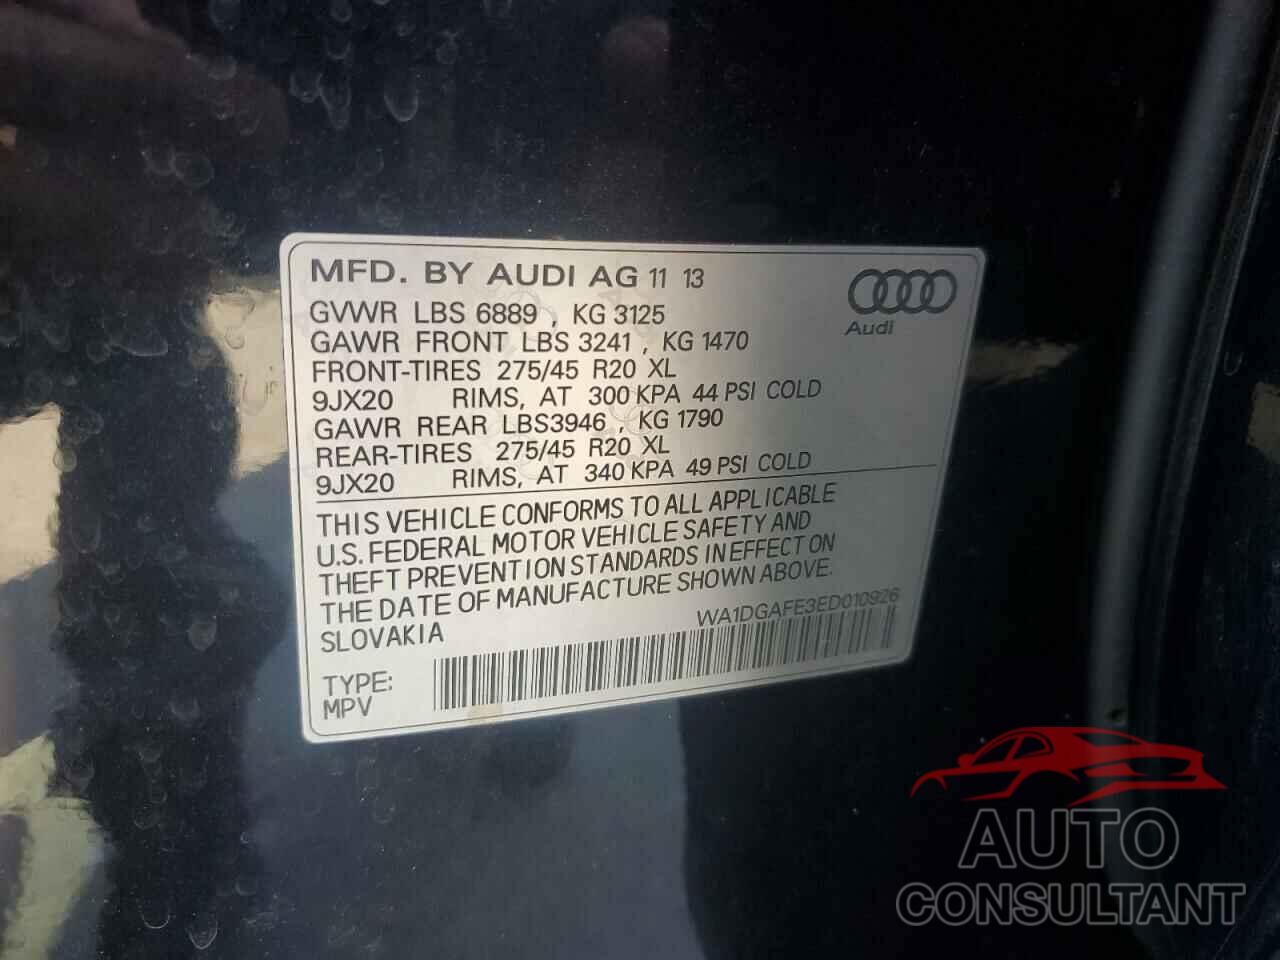 MFD. BY AUDI AG 11 13
Audi
GVWR LBS 6889 , KG 3125
GAWR FRONT LBS 3241 , KG 1470
FRONT-TIRES 275/45 R20 XL
9JX20 RIMS, AT 300 KPA 44 PSI COLD
GAWR REAR LBS3946 , KG 1790
REAR-TIRES 275/45 R20 XL
9JX20 RIMS, AT 340 KPA 49 PSI COLD
THIS VEHICLE CONFORMS TO ALL APPLICABLE
U.S. FEDERAL MOTOR VEHICLE SAFETY AND
THEFT PREVENTION STANDARDS IN EFFECT ON
THE DATE OF MANUFACTURE SHOWN ABOVE.
SLOVAKIA
WA1DGAFE3ED010926
TYPE:
MPV
AUTO
CONSULTANT